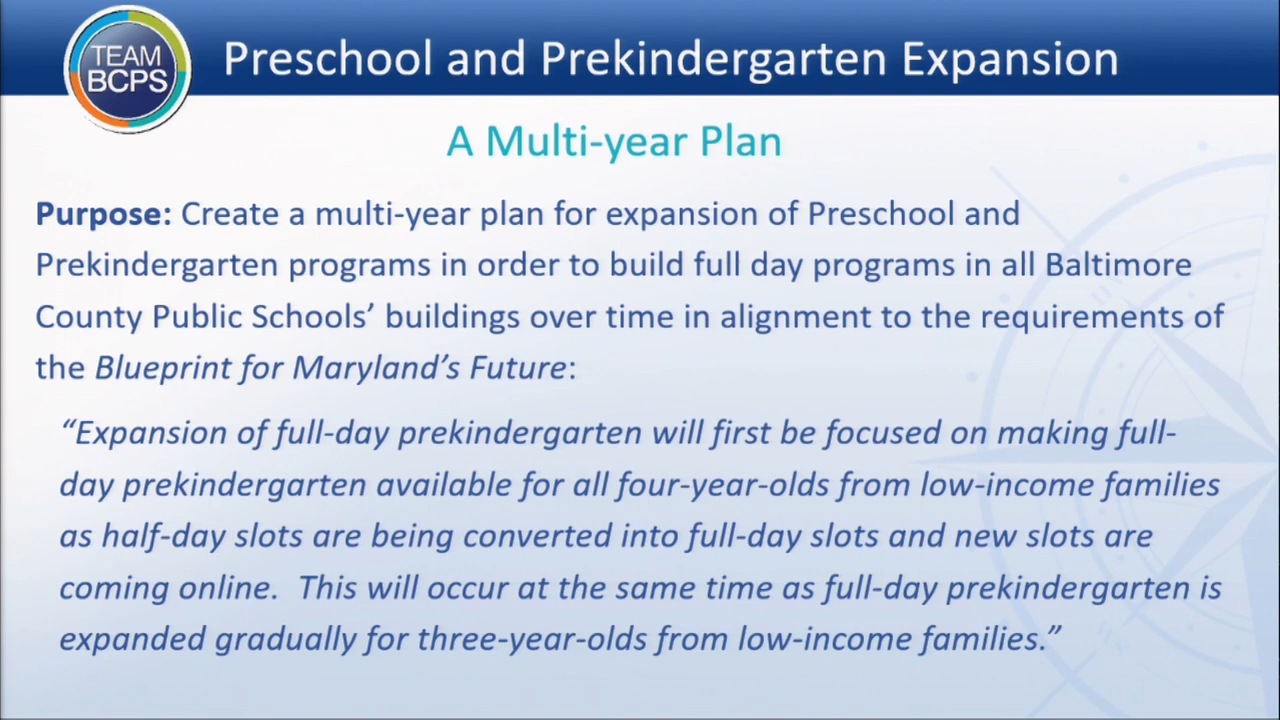 TEAM
BCPS
Preschool and Prekindergarten Expansion
A Multi-year Plan
Purpose: Create a multi-year plan for expansion of Preschool and
Prekindergarten programs in order to build full day programs in all Baltimore
County Public Schools’ buildings over time in alignment to the requirements of
the Blueprint for Maryland’s Future:
“Expansion of full-day prekindergarten will first be focused on making full-
day prekindergarten available for all four-year-olds from low-income families
as half-day slots are being converted into full-day slots and new slots are
coming online.  This will occur at the same time as full-day prekindergarten is
expanded gradually for three-year-olds from low-income families.”